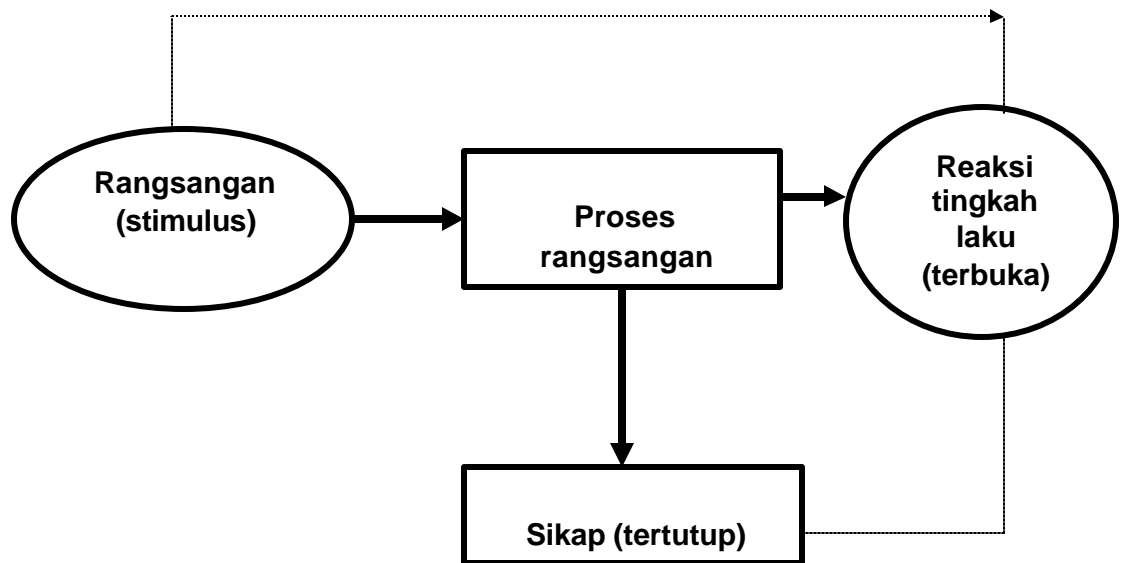 Rangsangan
(stimulus)
Proses
rangsangan
Reaksi
tingkah
laku
(terbuka)
Sikap (tertutup)